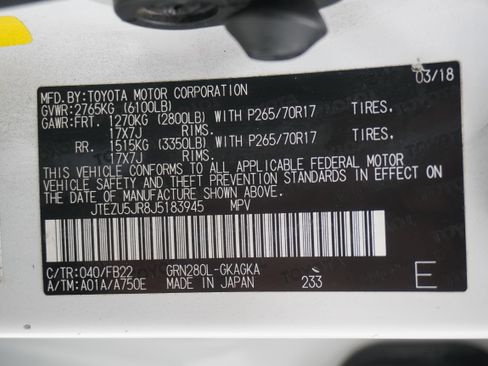 03/18
MFD.BY:TOYOTA MOTOR CORPORATION
GVWR:2765KG (6100LB)
GAWR:FRT. 1270KG (2800LB) WITH P265/70R17 TIRES.
17X7J RIMS.
RR. 1515KG (3350LB) WITH P265/70R17 TIRES.
17X7J RIMS.
THIS VEHICLE CONFORMS TO ALL APPLICABLE FEDERAL MOTOR
VEHICLE SAFETY AND THEFT PREVENTION STANDARDS IN EFFECT ON
THE DATE OF MANUFACTURE SHOWN ABOVE.
JTEZU5JR8J5183945 MPV
C/TR:040/FB22 GRN280L-GKAGKA
A/TM:A01A/A750E MADE IN JAPAN 233 E